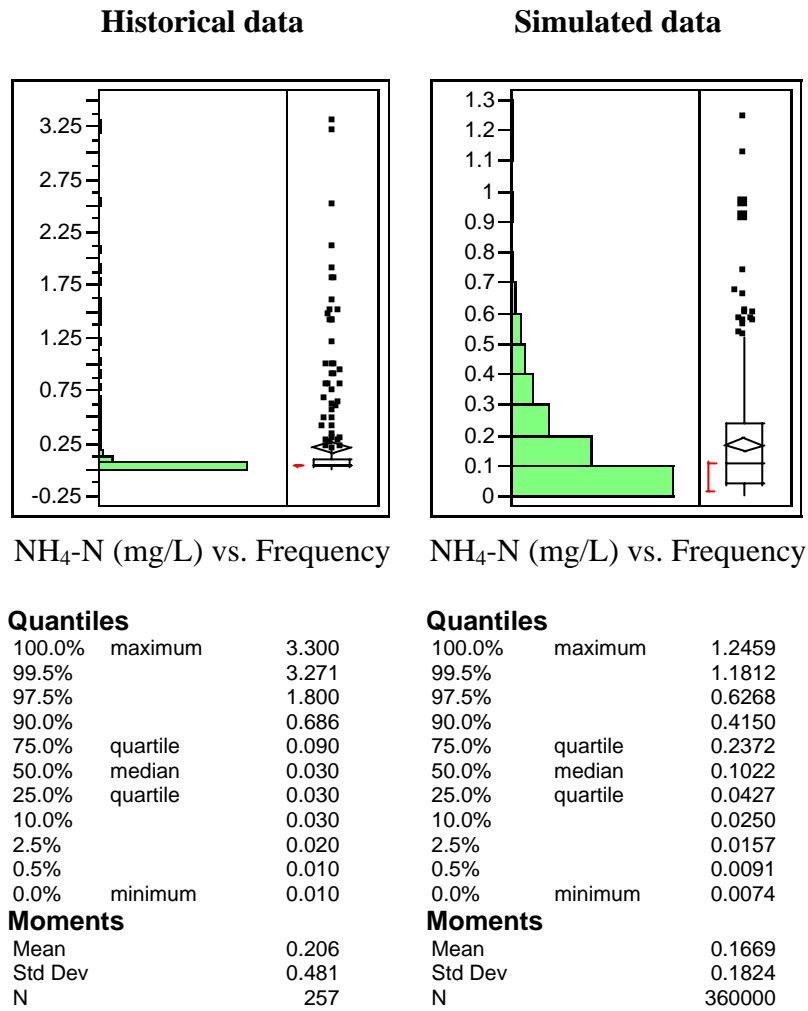 Historical data
3.25
2.75
2.25
1.75
1.25
0.75
0.25
-0.25
NH4-N (mg/L) vs. Frequency
Quantiles
100.0% maximum 3.300
99.5% 3.271
97.5% 1.800
90.0% 0.686
75.0% quartile 0.090
50.0% median 0.030
25.0% quartile 0.030
10.0% 0.030
2.5% 0.020
0.5% 0.010
0.0% minimum 0.010
Moments
Mean 0.206
Std Dev 0.481
N 257
Simulated data
1.3
1.2
1.1
1
0.9
0.8
0.7
0.6
0.5
0.4
0.3
0.2
0.1
0
NH4-N (mg/L) vs. Frequency
Quantiles
100.0% maximum 1.2459
99.5% 1.1812
97.5% 0.6268
90.0% 0.4150
75.0% quartile 0.2372
50.0% median 0.1022
25.0% quartile 0.0427
10.0% 0.0250
2.5% 0.0157
0.5% 0.0091
0.0% minimum 0.0074
Moments
Mean 0.1669
Std Dev 0.1824
N 360000